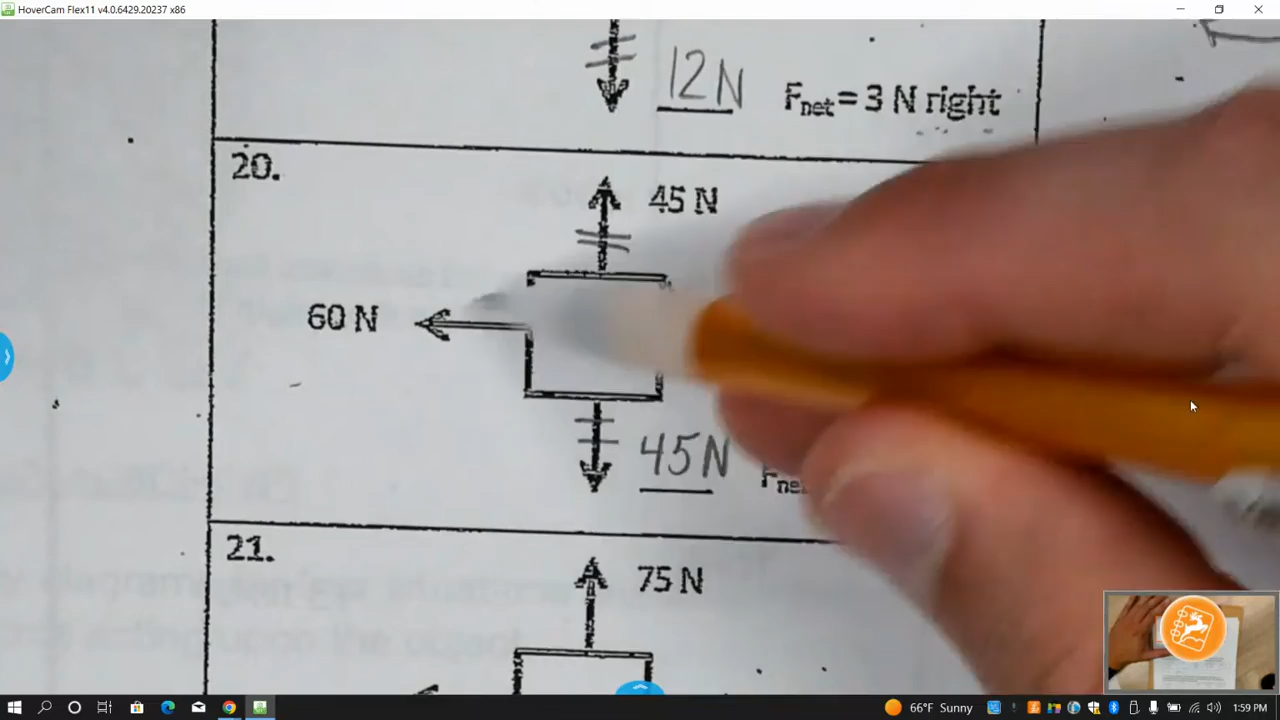 HoverCam Flex11 v4.0.6429.20237 x86
12N
Fnet = 3 N right
20.
45 N
60 N
45N
21.
75 N
66°F Sunny
1:59 PM